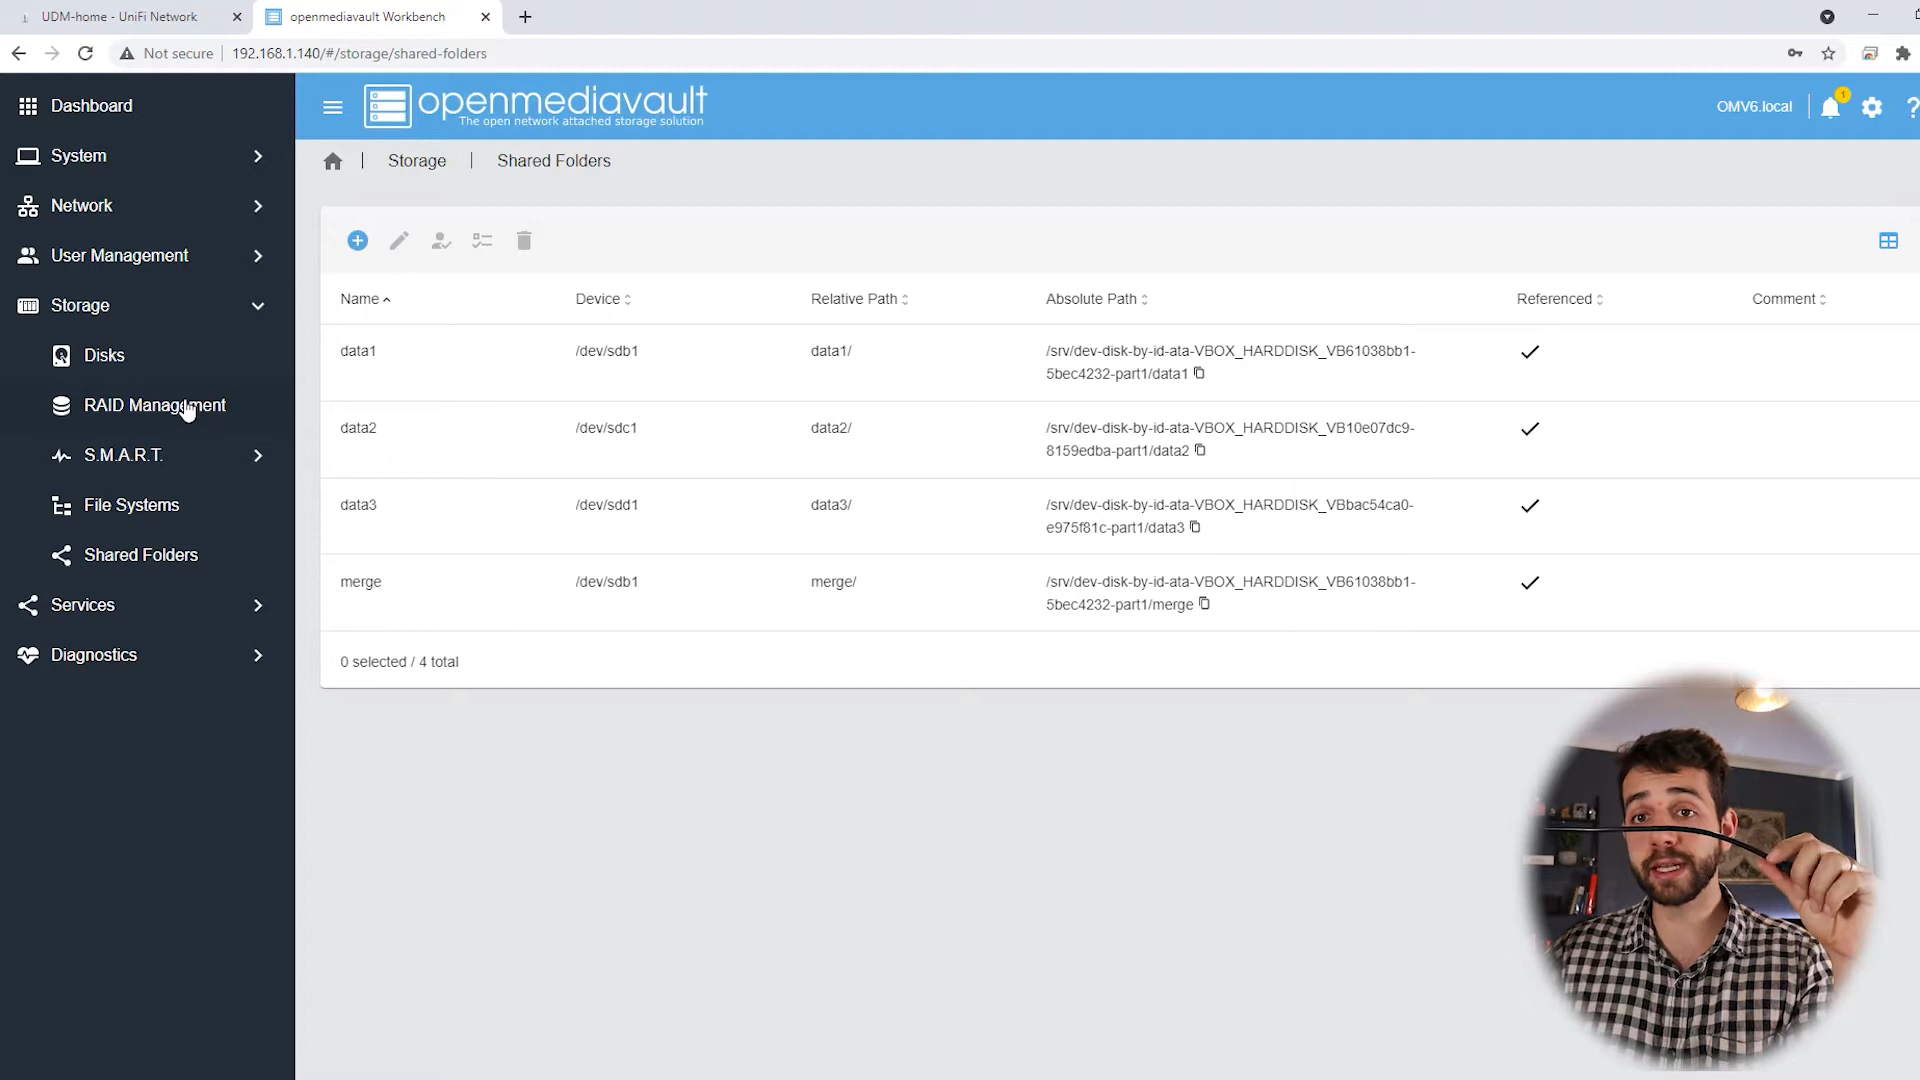 UDM-home - UniFi Network
openmediavault Workbench
Not secure
192.168.1.140/#/storage/shared-folders
Dashboard
System
Network
User Management
Storage
Disks
RAID Management
S.M.A.R.T.
File Systems
Shared Folders
Services
Diagnostics
openmediavault
The open network attached storage solution
OMV6.local
1
?
Storage | Shared Folders
Name Device Relative Path Absolute Path Referenced Comment
data1 /dev/sdb1 data1/ /srv/dev-disk-by-id-ata-VBOX_HARDDISK_VB61038bb1-
5bec4232-part1/data1
data2 /dev/sdc1 data2/ /srv/dev-disk-by-id-ata-VBOX_HARDDISK_VB10e07dc9-
8159edba-part1/data2
data3 /dev/sdd1 data3/ /srv/dev-disk-by-id-ata-VBOX_HARDDISK_VBbac54ca0-
e975f81c-part1/data3
merge /dev/sdb1 merge/ /srv/dev-disk-by-id-ata-VBOX_HARDDISK_VB61038bb1-
5bec4232-part1/merge
0 selected / 4 total